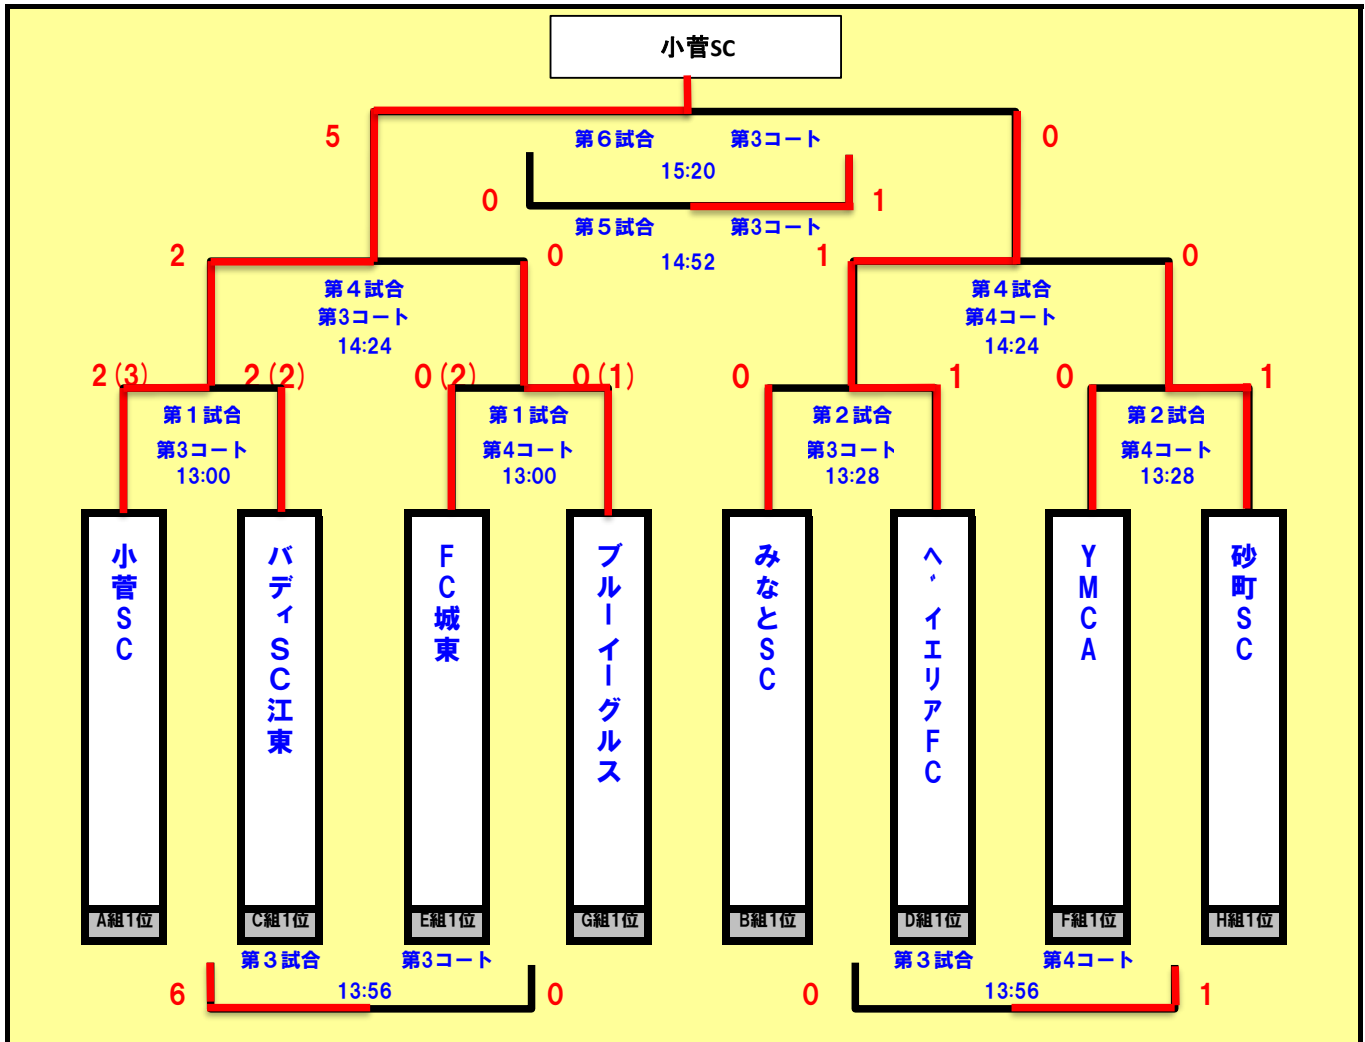 小菅SC
5
第6試合 第3コート
0
15:20
0
1
第5試合 第3コート
14:52
2
0
1
0
第4試合
第3コート
14:24
第4試合
第4コート
14:24
2(3)
2(2)
0(2)
0(1)
0
1
0
1
第1試合
第3コート
13:00
第1試合
第4コート
13:00
第2試合
第3コート
13:28
第2試合
第4コート
13:28
小菅SC
バディSC江東
FC城東
ブルーイーグルス
みなとSC
ベイエリアFC
YMCA
砂町SC
A組1位
C組1位
E組1位
G組1位
B組1位
D組1位
F組1位
H組1位
第3試合 第3コート
6
13:56
0
第3試合 第4コート
0
13:56
1